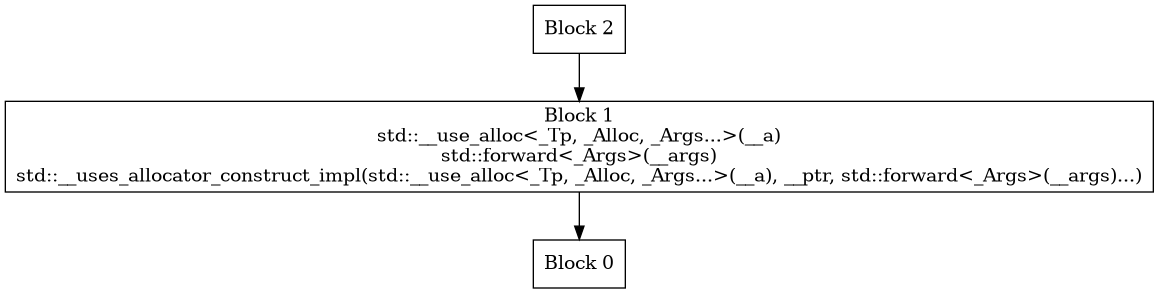 Block 2
Block 1
std::__use_alloc<_Tp, _Alloc, _Args...>(__a)
std::forward<_Args>(__args)
std::__uses_allocator_construct_impl(std::__use_alloc<_Tp, _Alloc, _Args...>(__a), __ptr, std::forward<_Args>(__args)...)
Block 0